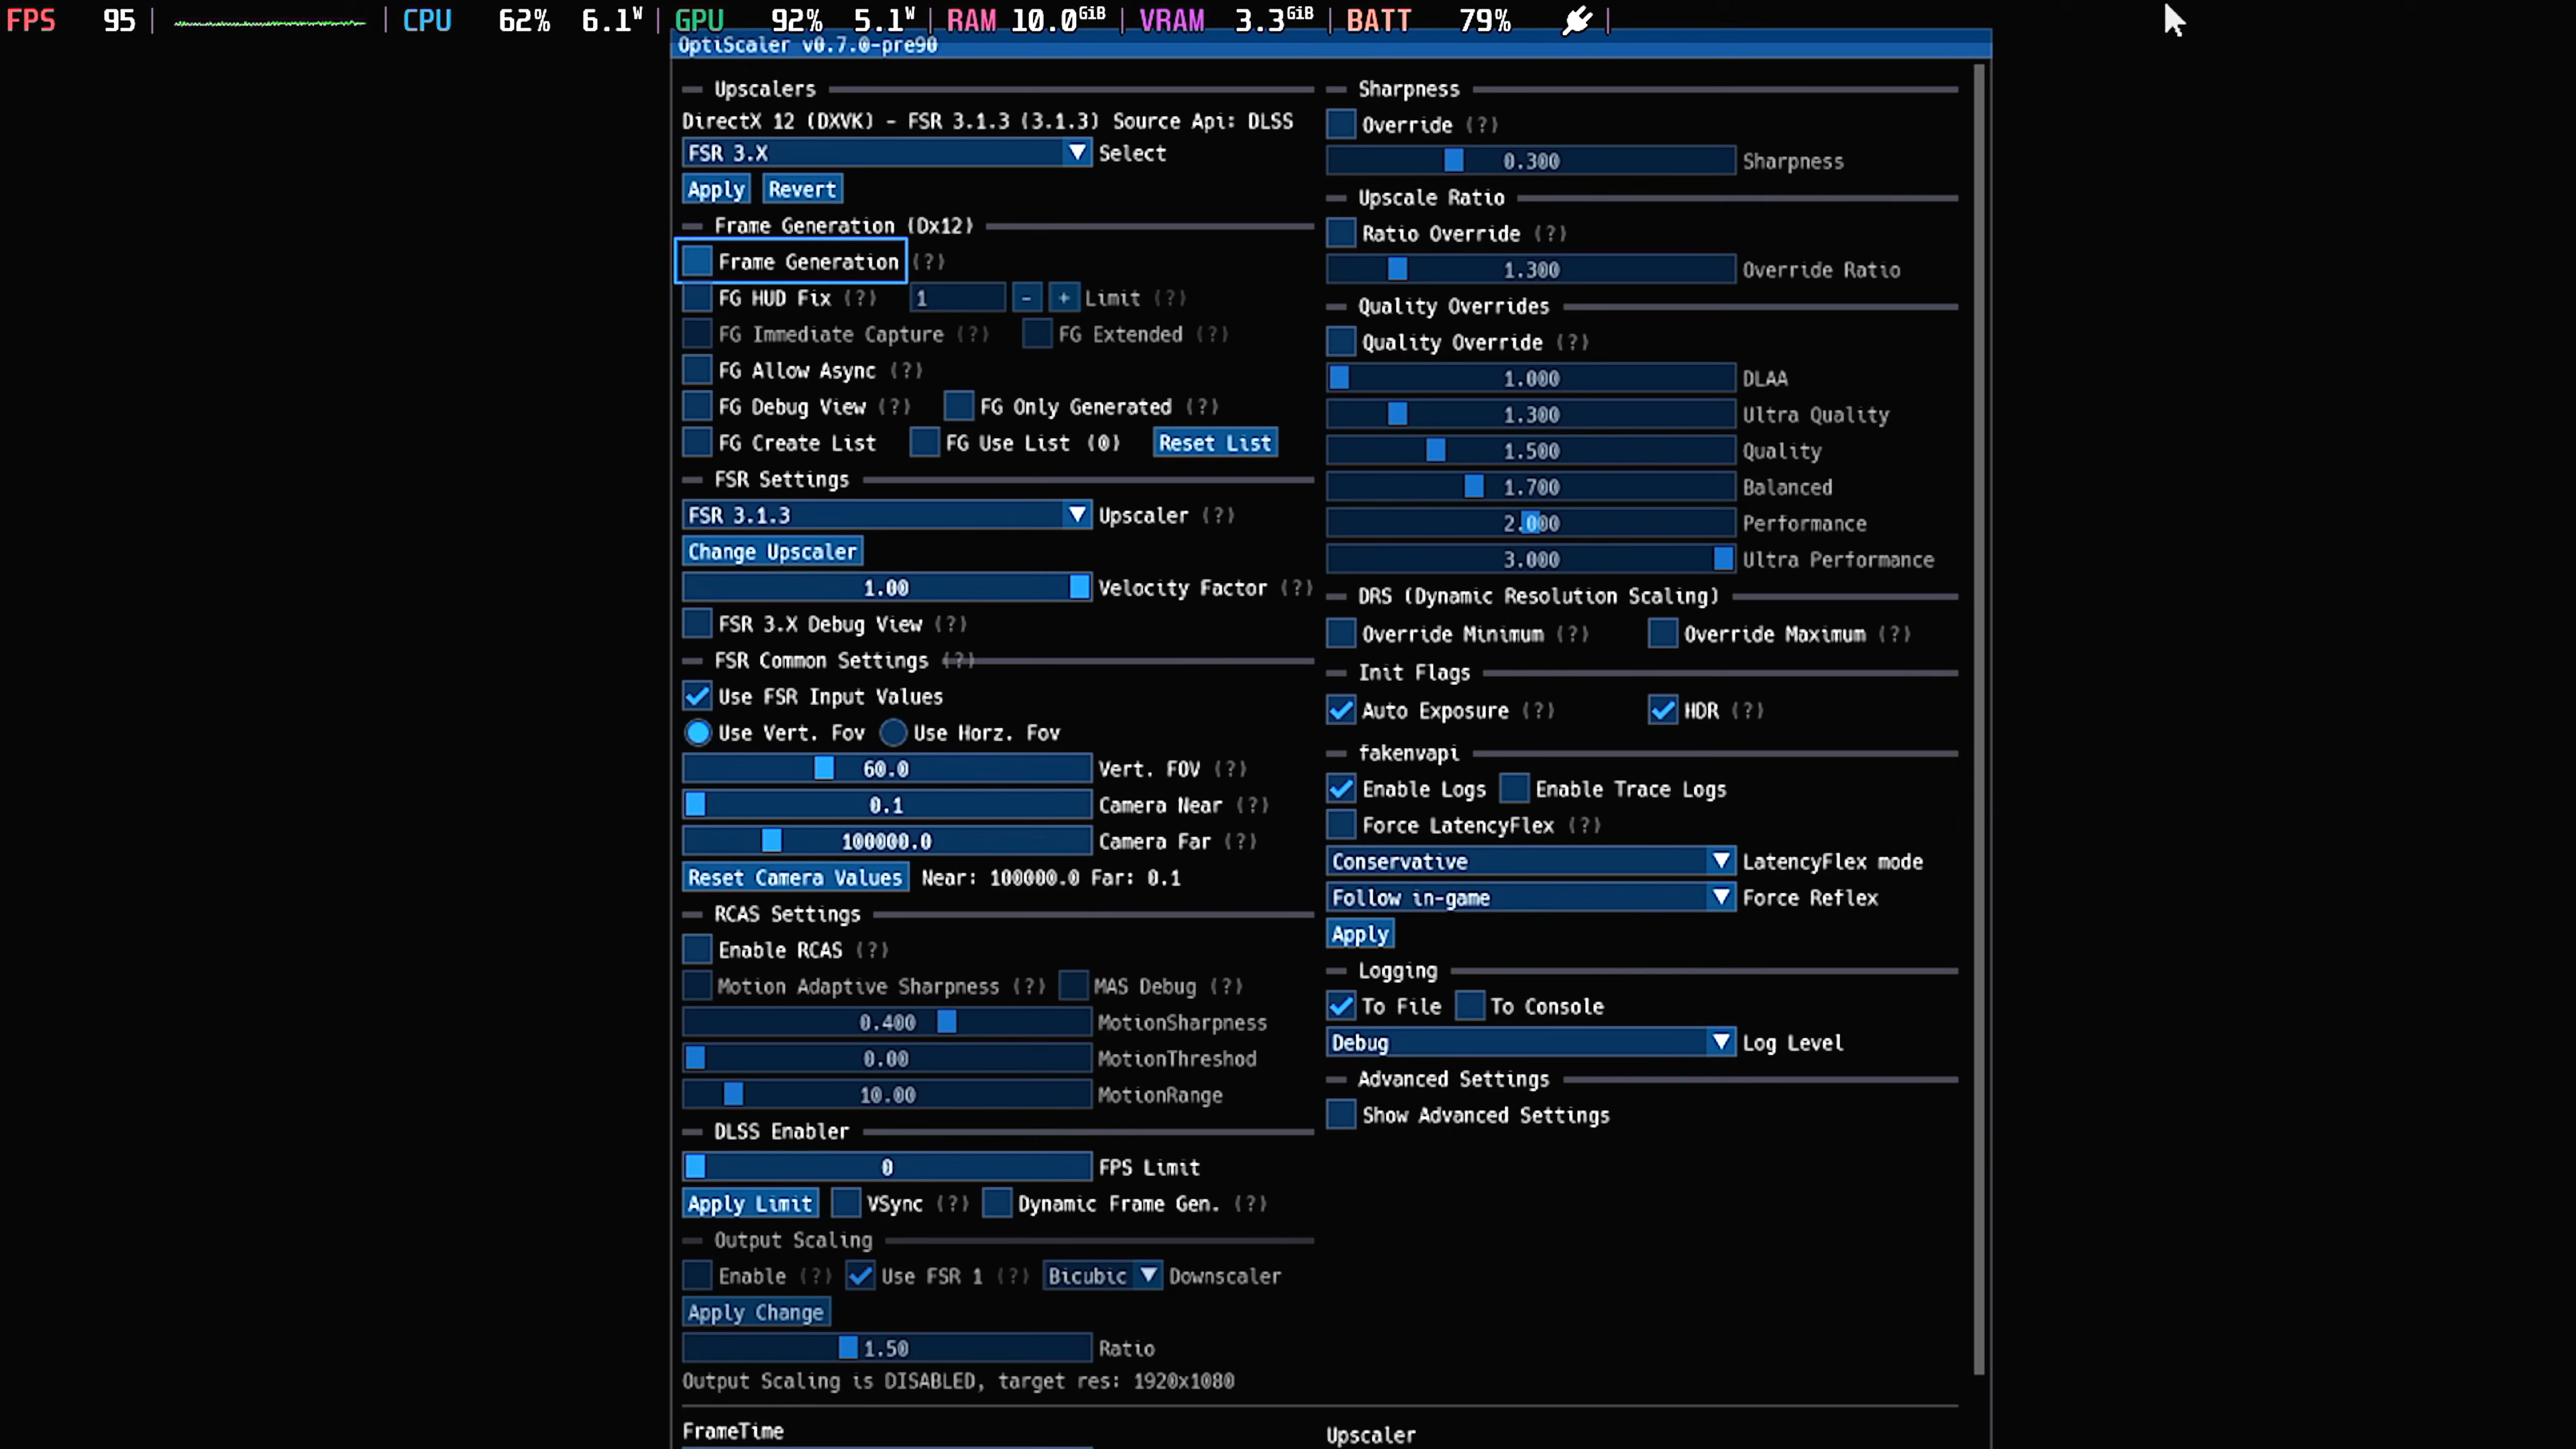 FPS 95 | CPU 62% 6.1W | GPU 92% 5.1W | RAM 10.0GiB | VRAM 3.3GiB | BATT 79% |
OptiScaler v0.7.0-pre90
Upscalers
DirectX 12 (DXVK) - FSR 3.1.3 (3.1.3) Source Api: DLSS
FSR 3.X Select
Apply Revert
Frame Generation (Dx12)
Frame Generation (?)
FG HUD Fix (?) 1 - + Limit (?)
FG Immediate Capture (?) FG Extended (?)
FG Allow Async (?)
FG Debug View (?) FG Only Generated (?)
FG Create List FG Use List (0) Reset List
FSR Settings
FSR 3.1.3 Upscaler (?)
Change Upscaler
1.00 Velocity Factor (?)
FSR 3.X Debug View (?)
FSR Common Settings (?)
Use FSR Input Values
Use Vert. Fov Use Horz. Fov
60.0 Vert. FOV (?)
0.1 Camera Near (?)
100000.0 Camera Far (?)
Reset Camera Values Near: 100000.0 Far: 0.1
RCAS Settings
Enable RCAS (?)
Motion Adaptive Sharpness (?) MAS Debug (?)
0.400 MotionSharpness
0.00 MotionThreshod
10.00 MotionRange
DLSS Enabler
0 FPS Limit
Apply Limit VSync (?) Dynamic Frame Gen. (?)
Output Scaling
Enable (?) Use FSR 1 (?) Bicubic Downscaler
Apply Change
1.50 Ratio
Output Scaling is DISABLED, target res: 1920x1080
FrameTime
Sharpness
Override (?)
0.300 Sharpness
Upscale Ratio
Ratio Override (?)
1.300 Override Ratio
Quality Overrides
Quality Override (?)
1.000 DLAA
1.300 Ultra Quality
1.500 Quality
1.700 Balanced
2.000 Performance
3.000 Ultra Performance
DRS (Dynamic Resolution Scaling)
Override Minimum (?) Override Maximum (?)
Init Flags
Auto Exposure (?) HDR (?)
fakenvapi
Enable Logs Enable Trace Logs
Force LatencyFlex (?)
Conservative LatencyFlex mode
Follow in-game Force Reflex
Apply
Logging
To File To Console
Debug Log Level
Advanced Settings
Show Advanced Settings
Upscaler